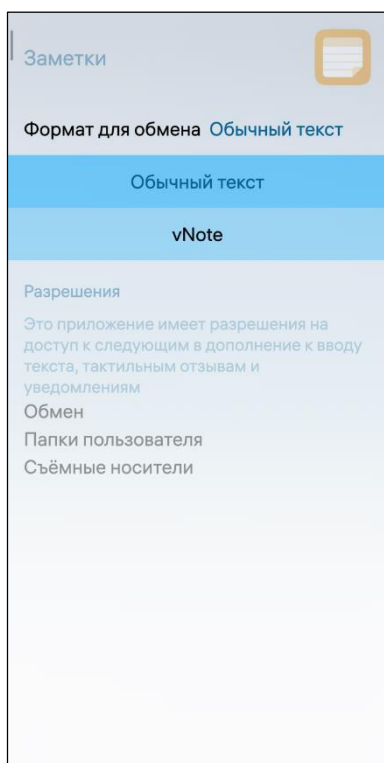 Заметки
Формат для обмена Обычный текст
Обычный текст
vNote
Разрешения
Это приложение имеет разрешения на
доступ к следующим в дополнение к вводу
текста, тактильным отзывам и
уведомлениям
Обмен
Папки пользователя
Съёмные носители